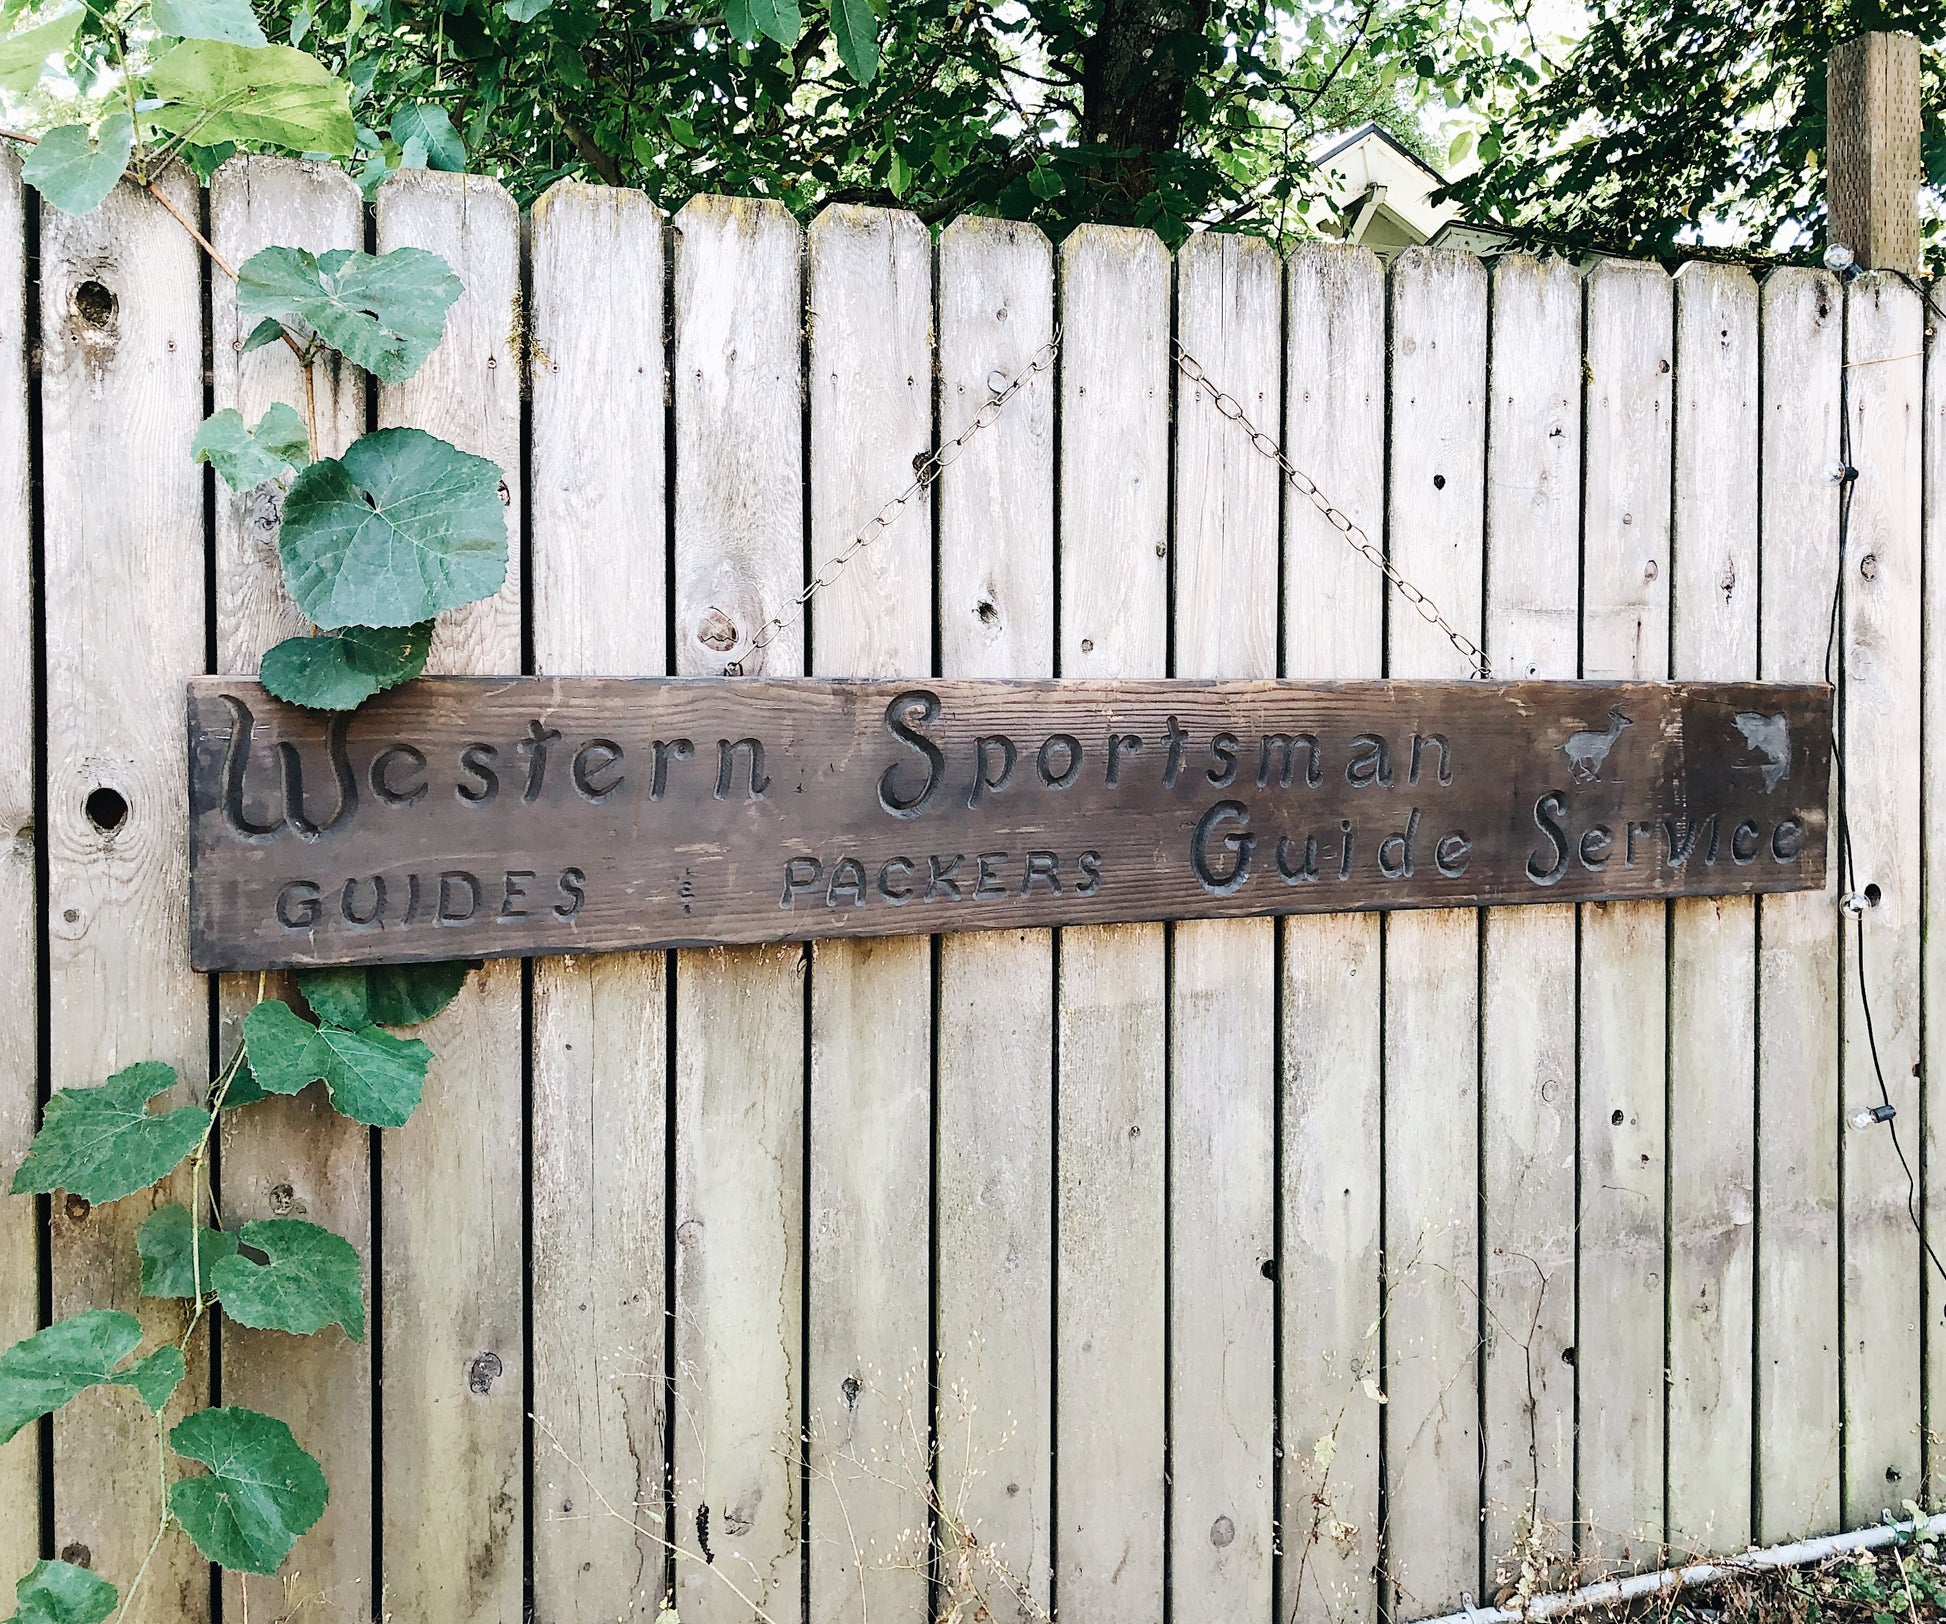 Western Sportsman
Guide Service
GUIDES & PACKERS